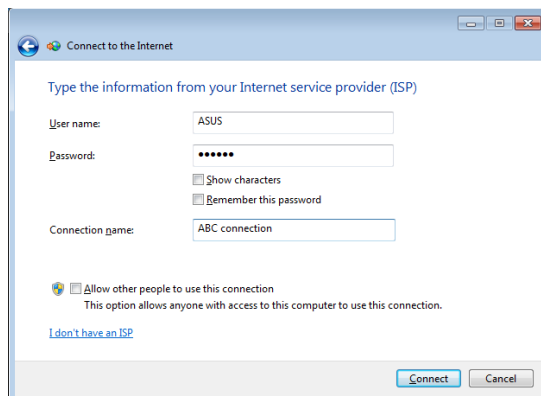 Connect to the Internet
Type the information from your Internet service provider (ISP)
User name: ASUS
Password: ••••••
Show characters
Remember this password
Connection name: ABC connection
Allow other people to use this connection
This option allows anyone with access to this computer to use this connection.
I don't have an ISP
Connect Cancel